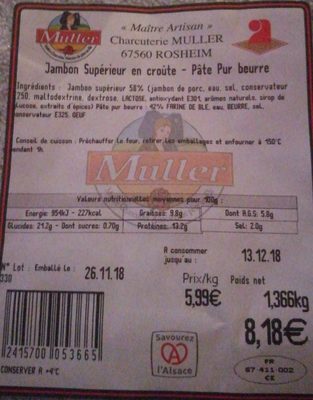 Muller
« Maître Artisan »
Charcuterie MULLER
67560 ROSHEIM
Jambon Supérieur en croûte - Pâte Pur beurre
Ingrédients : Jambon supérieur 58% (jambon de porc, eau, sel, conservateur
250, maltodextrine, dextrose, LACTOSE, antioxydant E301, arômes naturels, sirop de
glucose, extraits d'épices) Pâte pur beurre : 42% FARINE DE BLE, eau, BEURRE, sel,
conservateur E325, OEUF
Conseil de cuisson : Préchauffer le four, retirer les emballages et enfourner à 150°C
pendant 1h.
Muller
Valeurs nutritionnelles moyennes pour 100g :
Energie: 954kJ - 227kcal Graisses: 9.8g Dont A.G.S: 5.8g
Glucides: 21.2g - Dont sucres: 0.70g Protéines: 13.2g Sel: 2.0g
A consommer
jusqu'au : 13.12.18
N° Lot : Emballé le : 26.11.18
330
Prix/kg Poids net
5,99€ 1,366kg
8,18€
2415700 053665
CONSERVER A +4°C
Savourez
l'Alsace
FR
67-411-002
CE